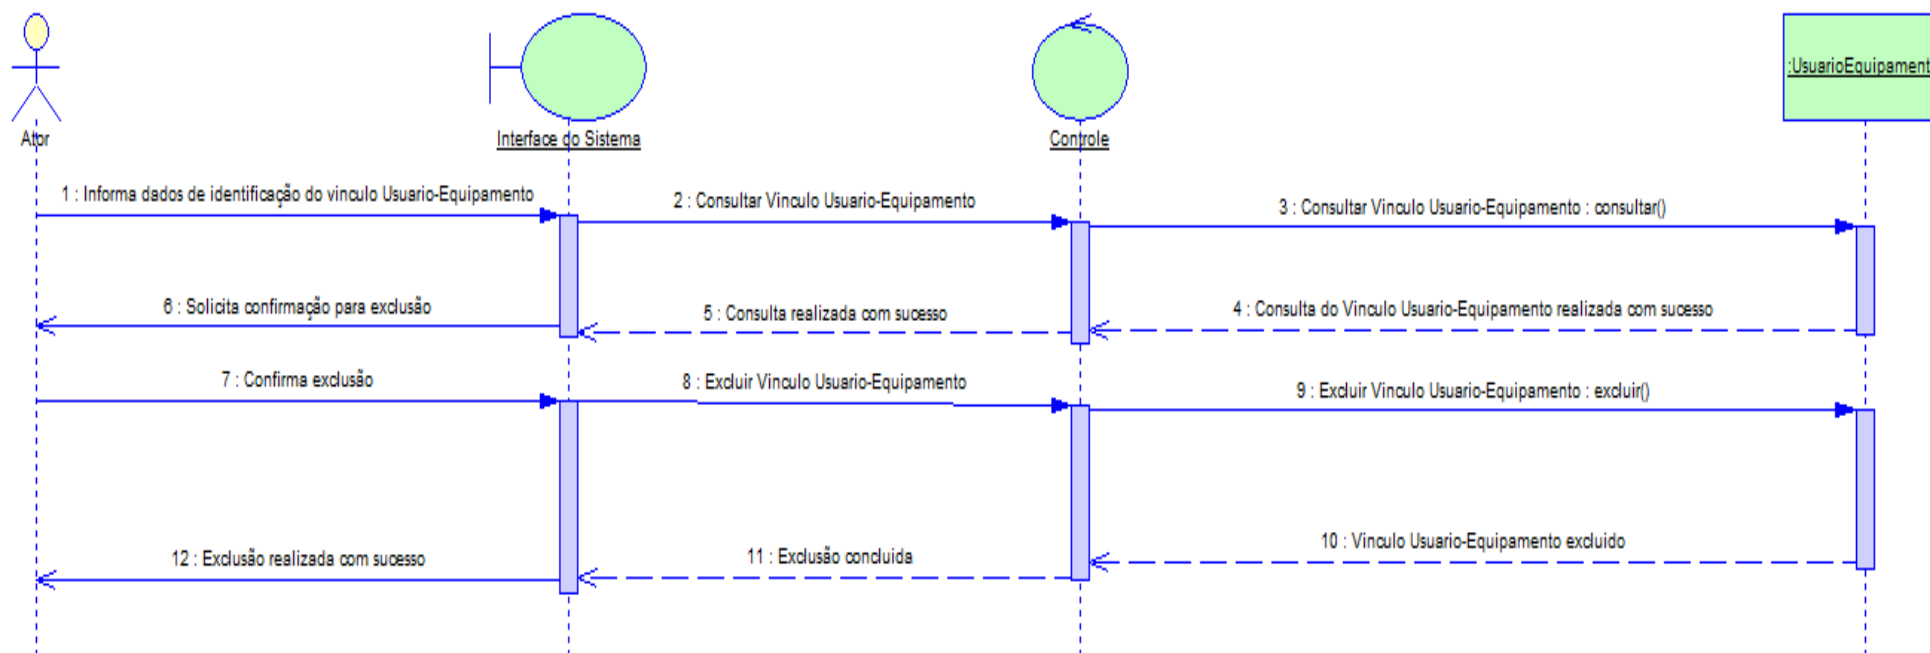 :UsuarioEquipament
Ator
Interface do Sistema
Controle
1 : Informa dados de identificação do vinculo Usuario-Equipamento
2 : Consultar Vinculo Usuario-Equipamento
3 : Consultar Vinculo Usuario-Equipamento : consultar()
6 : Solicita confirmação para exclusão
5 : Consulta realizada com sucesso
4 : Consulta do Vinculo Usuario-Equipamento realizada com sucesso
7 : Confirma exclusão
8 : Excluir Vinculo Usuario-Equipamento
9 : Excluir Vinculo Usuario-Equipamento : excluir()
12 : Exclusão realizada com sucesso
11 : Exclusão concluida
10 : Vinculo Usuario-Equipamento excluido